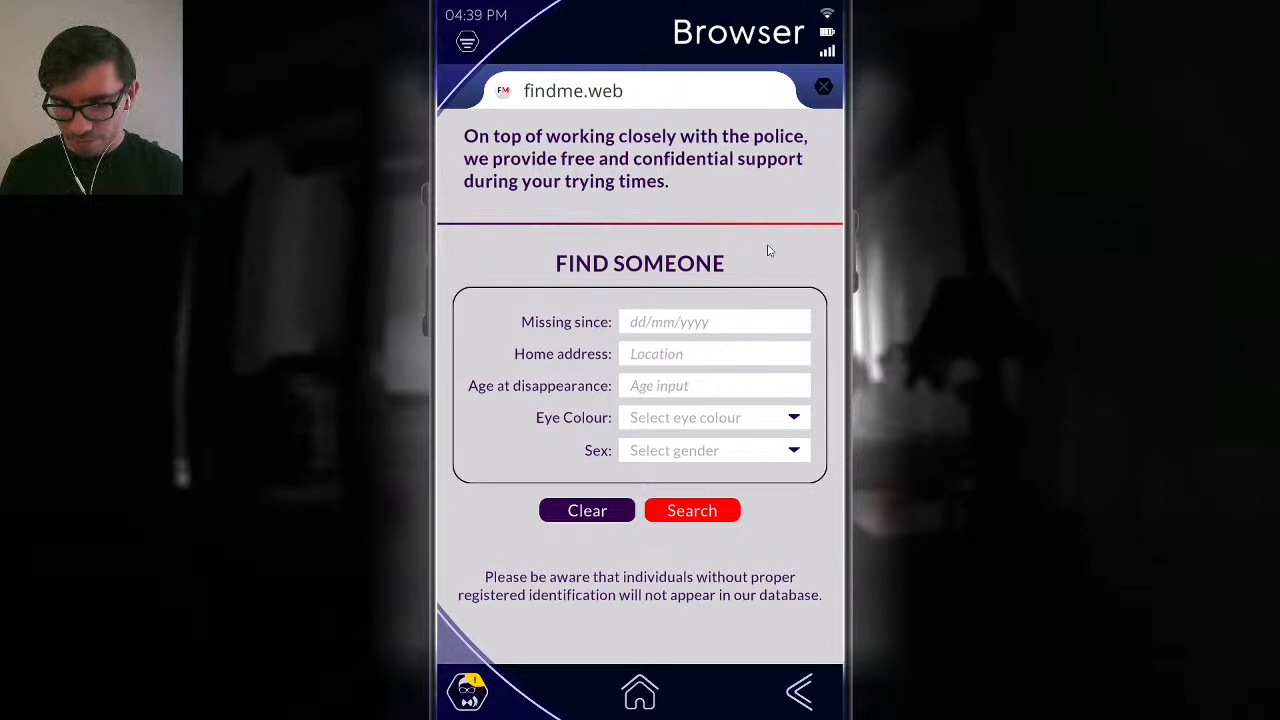 04:39 PM
Browser
FM
findme.web
On top of working closely with the police,
we provide free and confidential support
during your trying times.
FIND SOMEONE
Missing since: dd/mm/yyyy
Home address: Location
Age at disappearance: Age input
Eye Colour: Select eye colour
Sex: Select gender
Clear Search
Please be aware that individuals without proper
registered identification will not appear in our database.
!